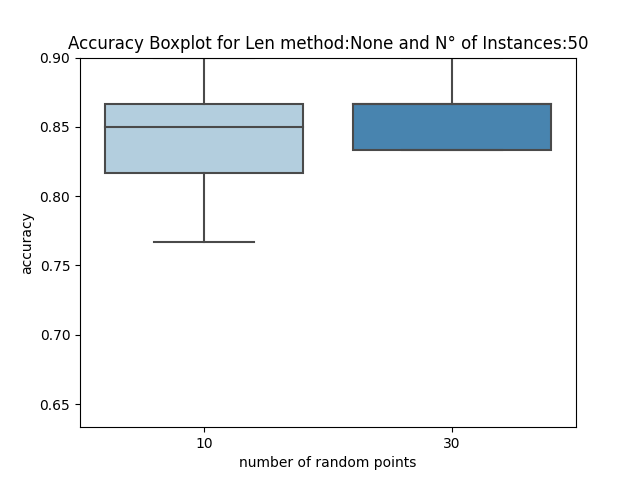 Accuracy Boxplot for Len method:None and N° of Instances:50
0.90
0.85
0.80
0.75
0.70
0.65
accuracy
10 30
number of random points